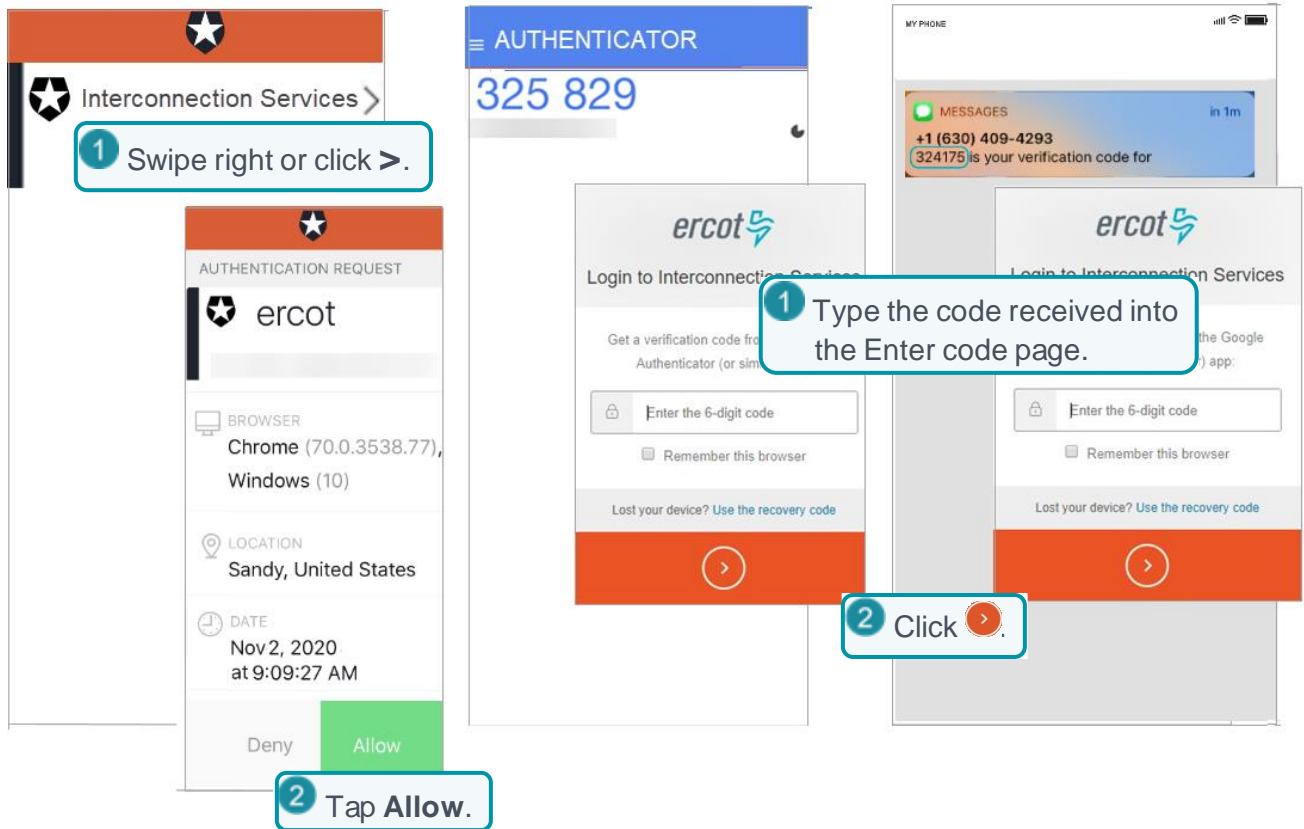 Interconnection Services >
1 Swipe right or click >.
AUTHENTICATION REQUEST
ercot
BROWSER
Chrome (70.0.3538.77),
Windows (10)
LOCATION
Sandy, United States
DATE
Nov 2, 2020
at 9:09:27 AM
Deny Allow
2 Tap Allow.
≡ AUTHENTICATOR
325 829
ercot
Login to Interconnection Services
Get a verification code
Authenticator
Enter the 6-digit code
Remember this browser
Lost your device? Use the recovery code
1 Type the code received into
the Enter code page.
2 Click >.
MY PHONE
MESSAGES in 1m
+1 (630) 409-4293
324175 is your verification code for
ercot
Login to Interconnection Services
the Google
app:
Enter the 6-digit code
Remember this browser
Lost your device? Use the recovery code